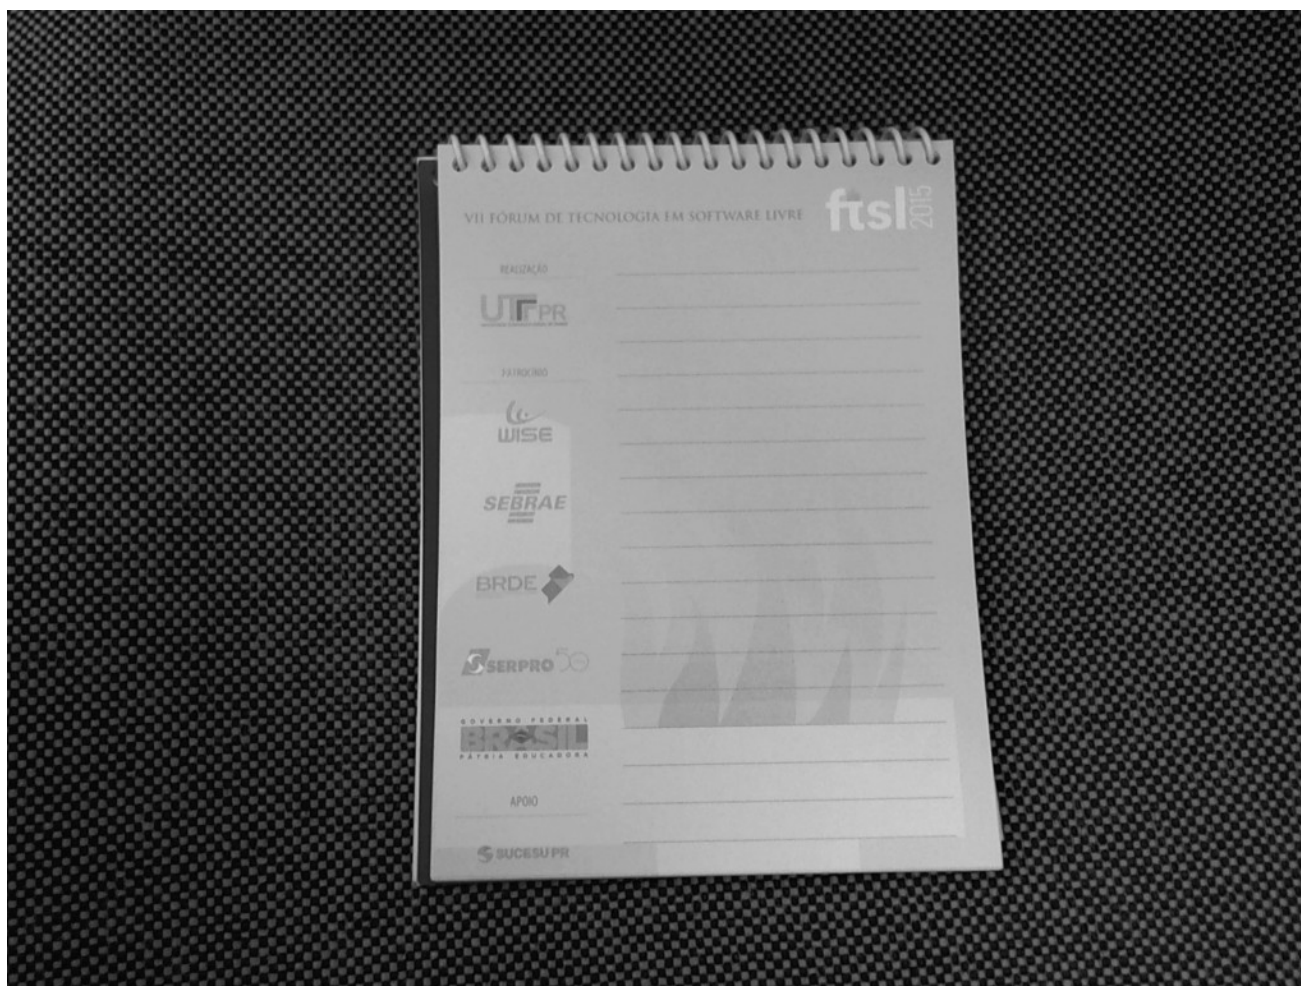 VII FÓRUM DE TECNOLOGIA EM SOFTWARE LIVRE
ftsl 2015
REALIZAÇÃO
UTFPR
PATROCÍNIO
WISE
SEBRAE
BRDE
SERPRO 50
GOVERNO FEDERAL
BRASIL
PÁTRIA EDUCADORA
APOIO
SUCESU PR